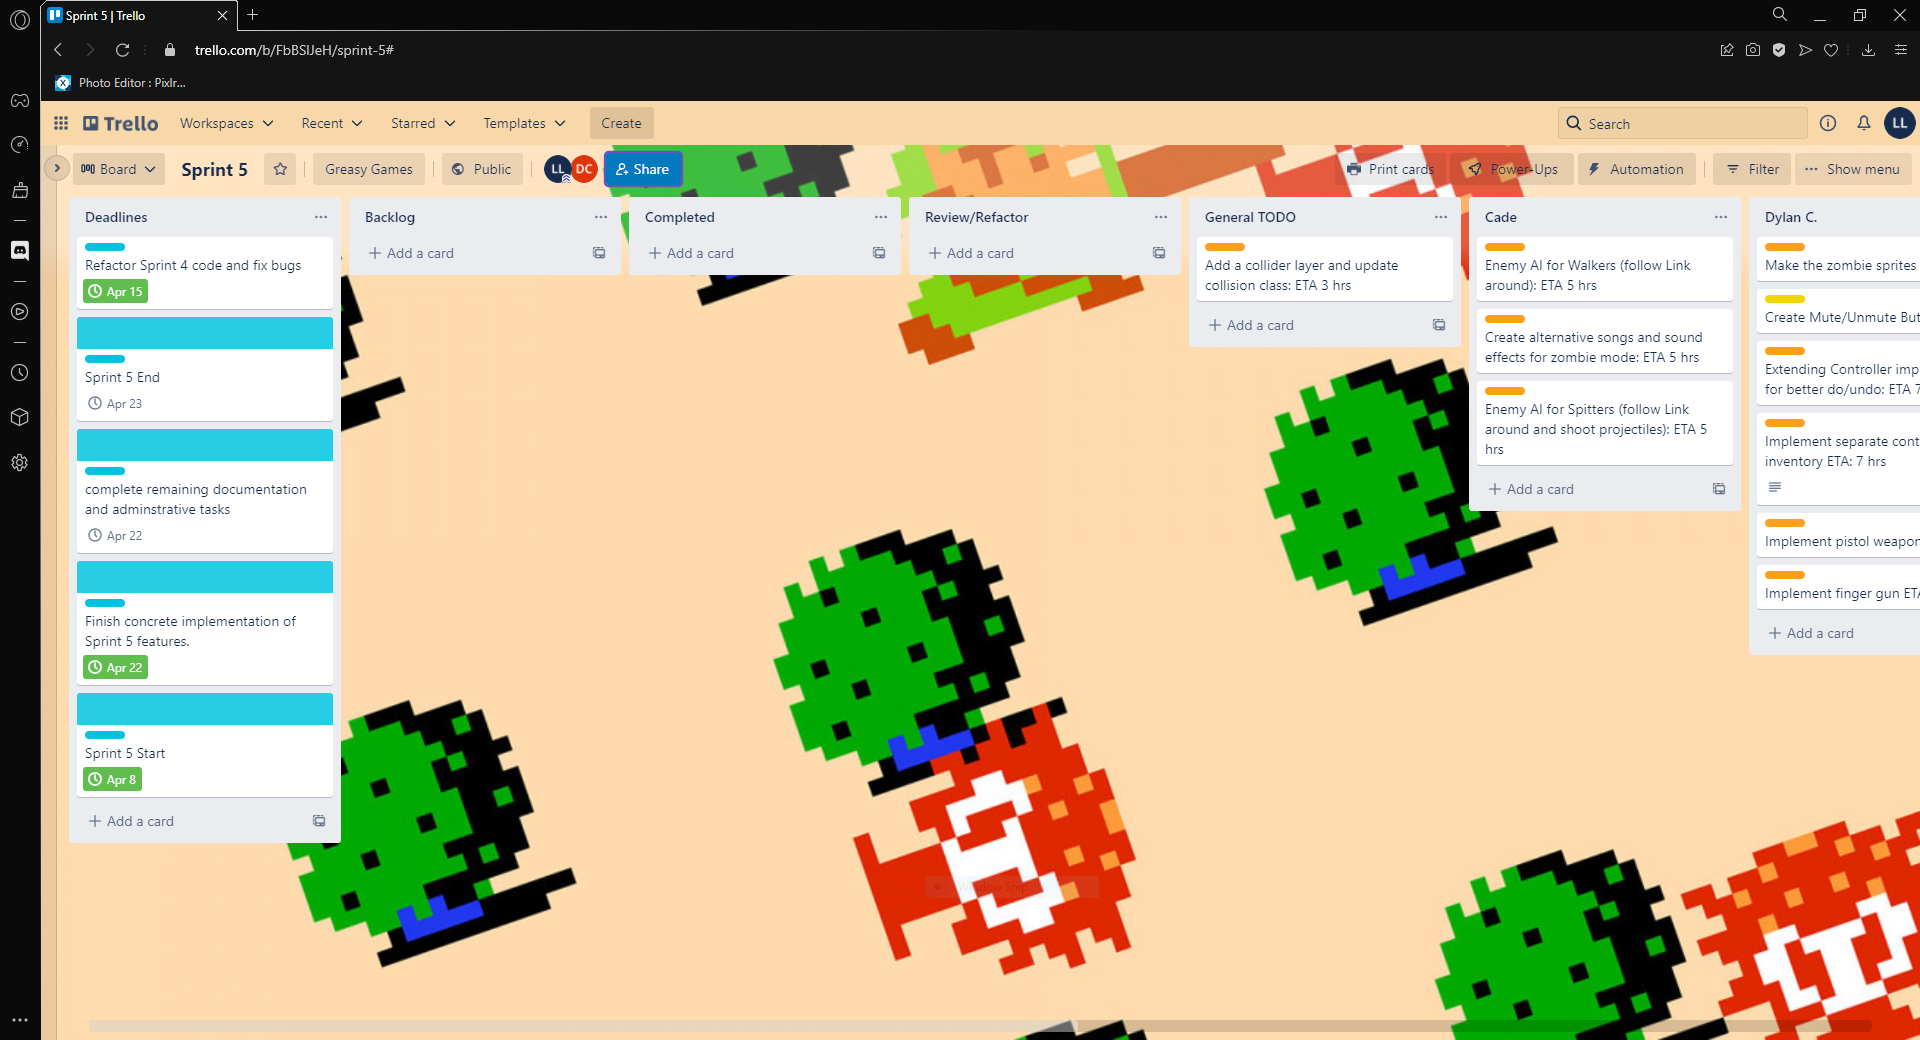 Sprint 5 | Trello
trello.com/b/FbBSlJeH/sprint-5#
Photo Editor : Pixlr...
Trello
Workspaces
Recent
Starred
Templates
Create
Search
LL
Board
Sprint 5
Greasy Games
Public
LL
DC
Share
Print cards
Power-Ups
Automation
Filter
Show menu
Deadlines
Refactor Sprint 4 code and fix bugs
Apr 15
Sprint 5 End
Apr 23
complete remaining documentation
and adminstrative tasks
Apr 22
Finish concrete implementation of
Sprint 5 features.
Apr 22
Sprint 5 Start
Apr 8
+ Add a card
Backlog
+ Add a card
Completed
+ Add a card
Review/Refactor
+ Add a card
General TODO
Add a collider layer and update
collision class: ETA 3 hrs
+ Add a card
Cade
Enemy AI for Walkers (follow Link
around): ETA 5 hrs
Create alternative songs and sound
effects for zombie mode: ETA 5 hrs
Enemy AI for Spitters (follow Link
around and shoot projectiles): ETA 5
hrs
+ Add a card
Dylan C.
Make the zombie sprites
Create Mute/Unmute But
Extending Controller imp
for better do/undo: ETA 7
Implement separate cont
inventory ETA: 7 hrs
Implement pistol weapon
Implement finger gun ETA
+ Add a card
Window Snip